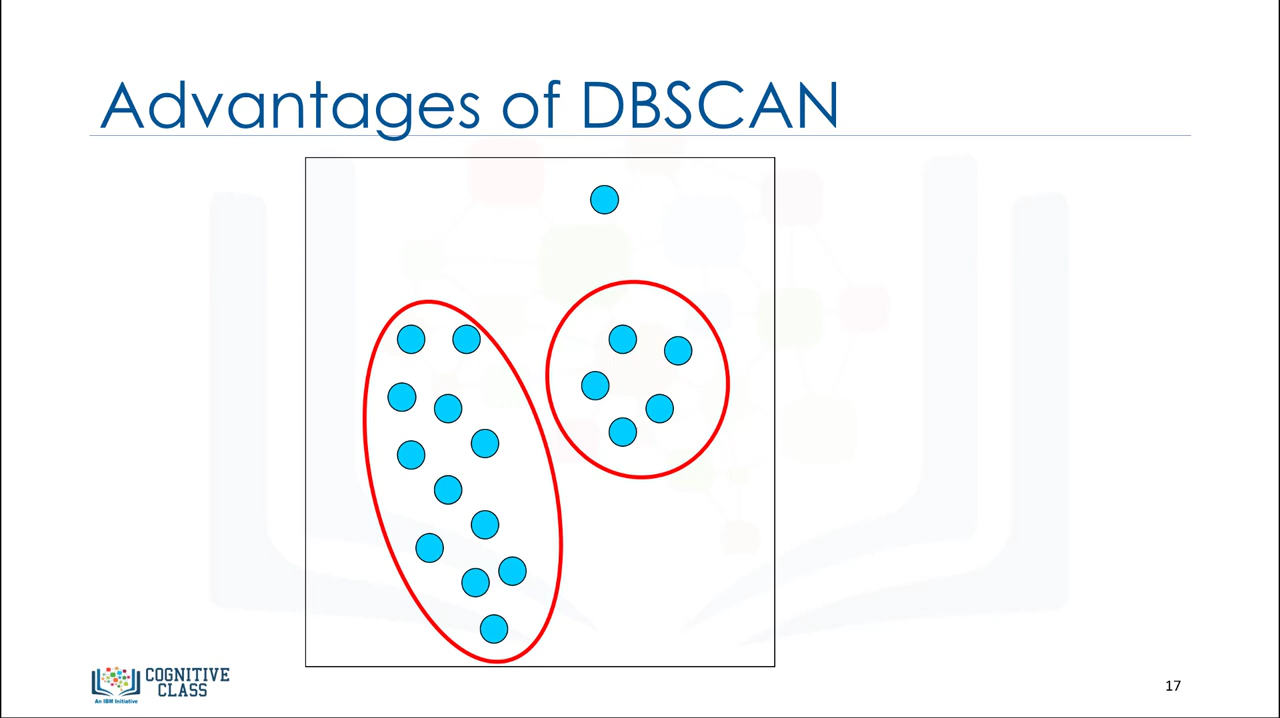 Advantages of DBSCAN
COGNITIVE
CLASS
An IBM Initiative
17